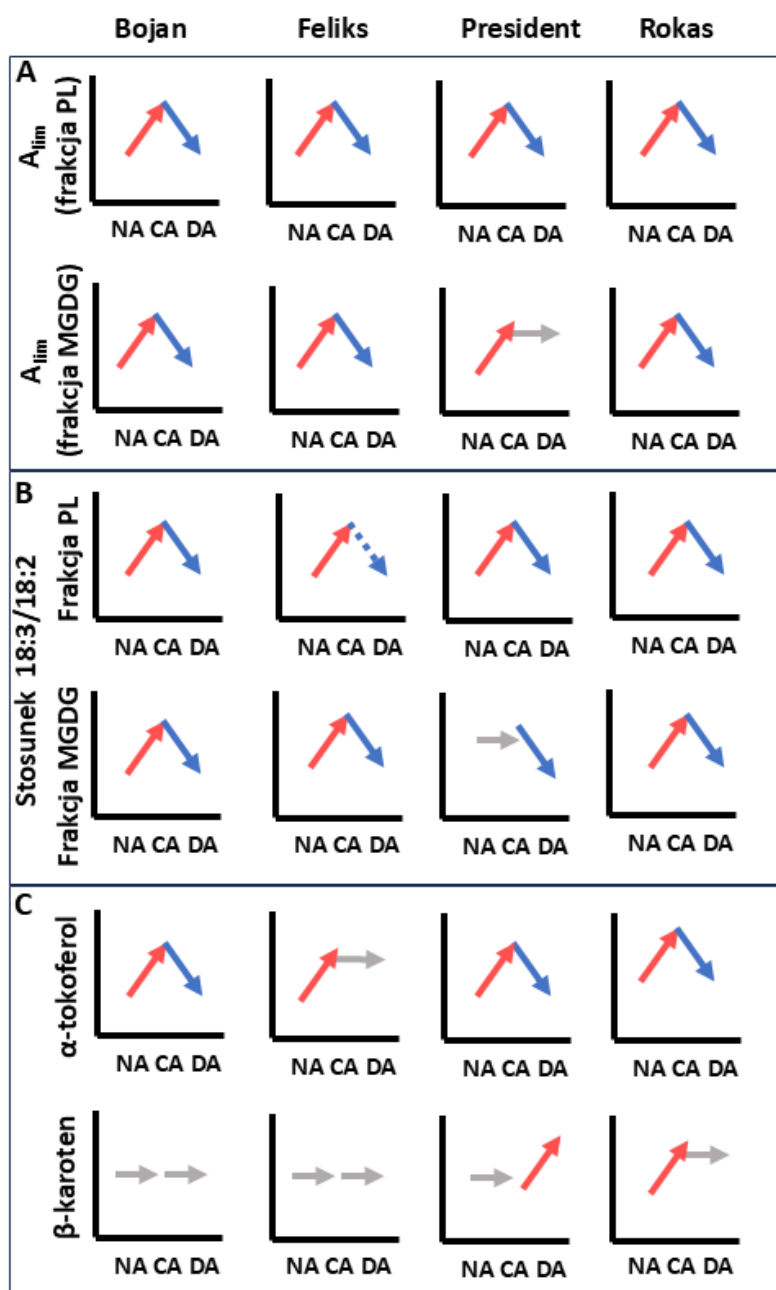 Bojan Feliks President Rokas
A
A_lim
(frakcja PL)
NA CA DA NA CA DA NA CA DA NA CA DA
A_lim
(frakcja MGDG)
NA CA DA NA CA DA NA CA DA NA CA DA
B
Stosunek 18:3/18:2
Frakcja PL
NA CA DA NA CA DA NA CA DA NA CA DA
Frakcja MGDG
NA CA DA NA CA DA NA CA DA NA CA DA
C
α-tokoferol
NA CA DA NA CA DA NA CA DA NA CA DA
β-karoten
NA CA DA NA CA DA NA CA DA NA CA DA